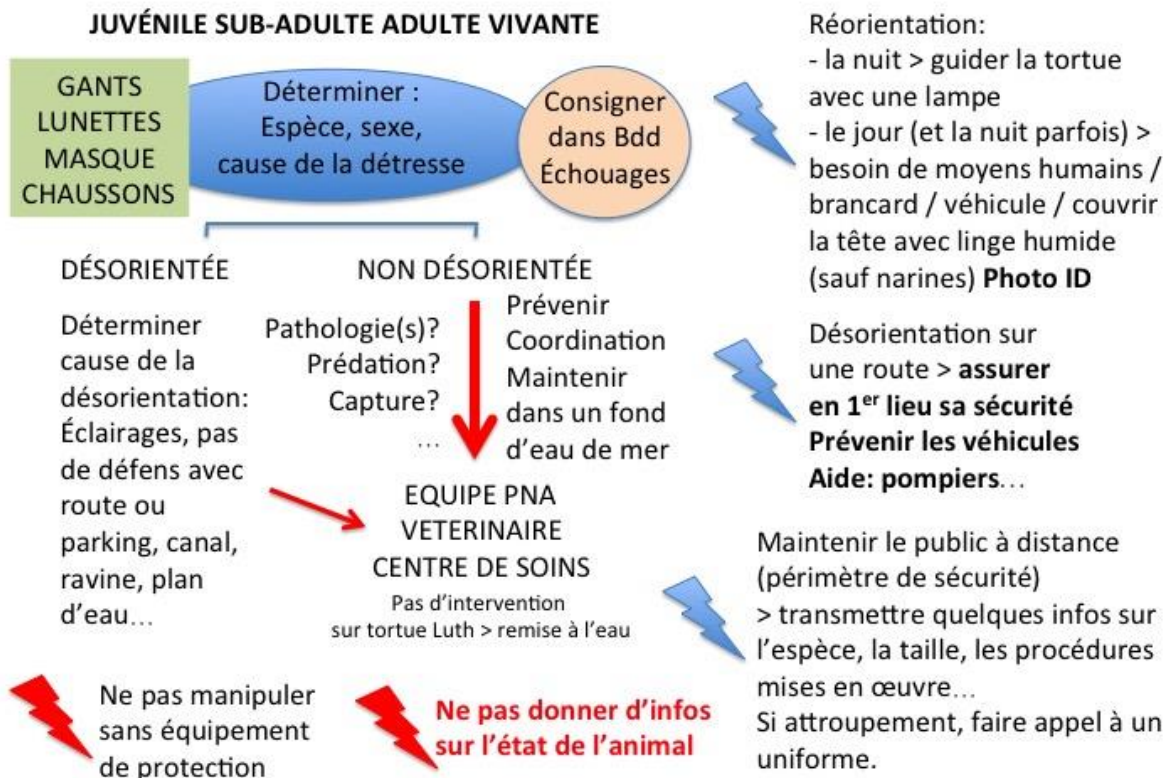 JUVÉNILE SUB-ADULTE ADULTE VIVANTE
GANTS
LUNETTES
MASQUE
CHAUSSONS
Déterminer :
Espèce, sexe,
cause de la détresse
Consigner
dans Bdd
Échouages
DÉSORIENTÉE
Déterminer
cause de la
désorientation:
Éclairages, pas
de défens avec
route ou
parking, canal,
ravine, plan
d’eau…
NON DÉSORIENTÉE
Pathologie(s)?
Prédation?
Capture?
…
Prévenir
Coordination
Maintenir
dans un fond
d’eau de mer
EQUIPE PNA
VETERINAIRE
CENTRE DE SOINS
Pas d’intervention
sur tortue Luth > remise à l’eau
Ne pas manipuler
sans équipement
de protection
Ne pas donner d’infos
sur l’état de l’animal
Réorientation:
- la nuit > guider la tortue
avec une lampe
- le jour (et la nuit parfois) >
besoin de moyens humains /
brancard / véhicule / couvrir
la tête avec linge humide
(sauf narines) Photo ID
Désorientation sur
une route > assurer
en 1er lieu sa sécurité
Prévenir les véhicules
Aide: pompiers…
Maintenir le public à distance
(périmètre de sécurité)
> transmettre quelques infos sur
l’espèce, la taille, les procédures
mises en œuvre…
Si attroupement, faire appel à un
uniforme.